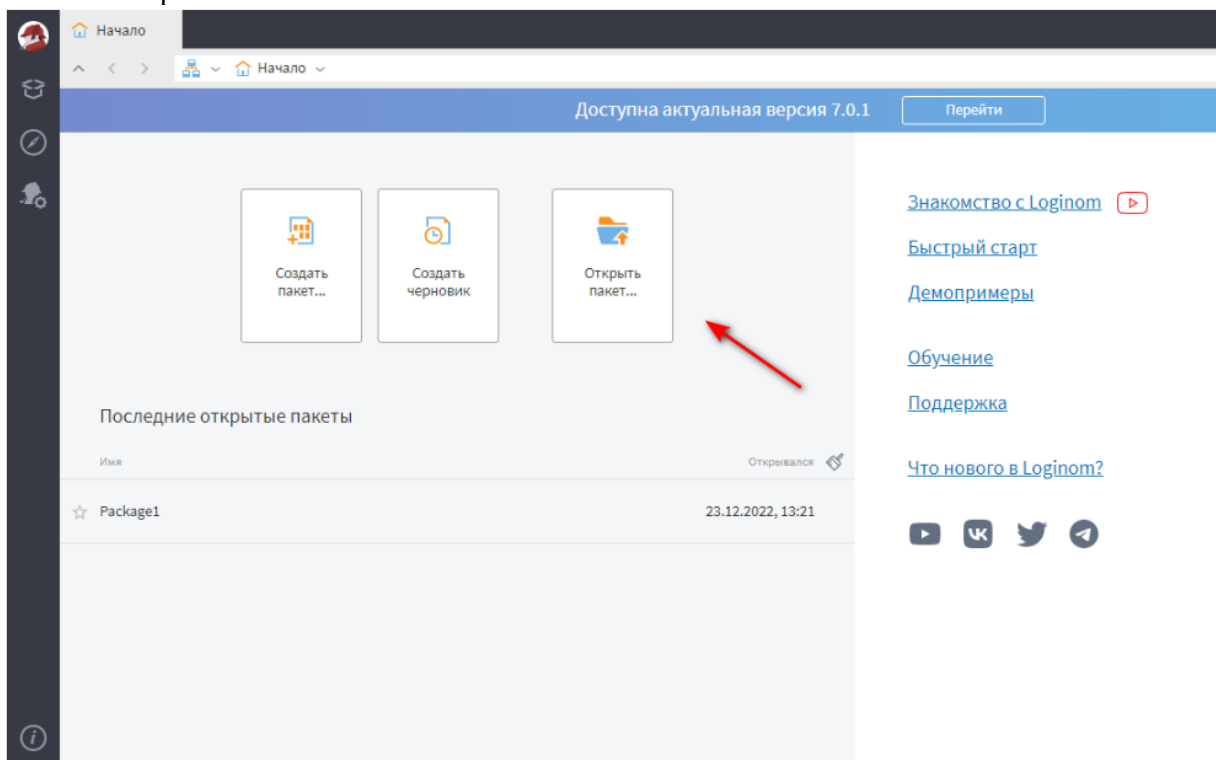 Начало
Начало
Доступна актуальная версия 7.0.1
Перейти
Создать
пакет...
Создать
черновик
Открыть
пакет...
Знакомство с Loginom
Быстрый старт
Демопримеры
Обучение
Поддержка
Что нового в Loginom?
Последние открытые пакеты
Имя
Открывался
Package1
23.12.2022, 13:21